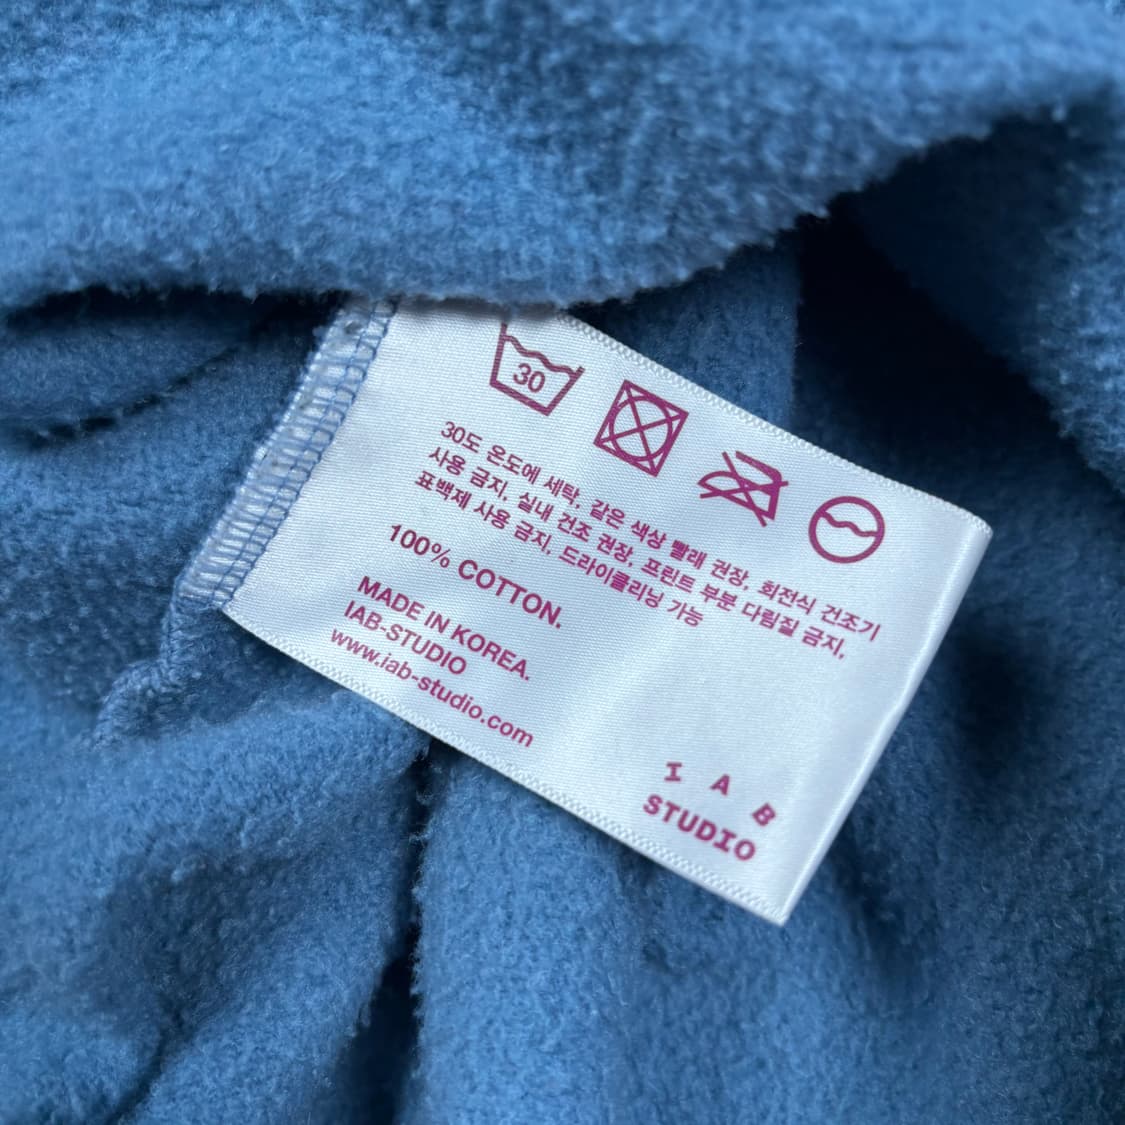 30
30도 온도에 세탁, 같은 색상 빨래 권장, 회전식 건조기
사용 금지, 실내 건조 권장, 프린트 부분 다림질 금지,
표백제 사용 금지, 드라이클리닝 가능
100% COTTON.
MADE IN KOREA.
IAB-STUDIO
www.iab-studio.com
I A B
STUDIO